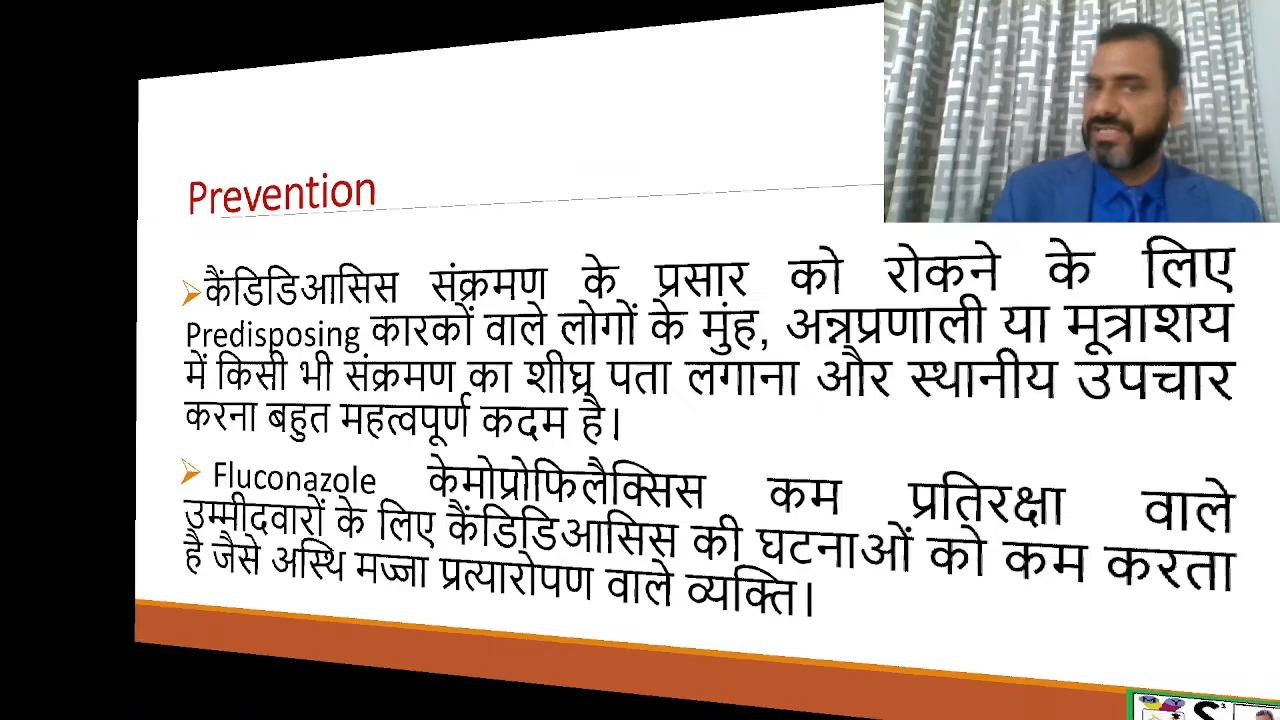 Prevention
कैंडिडिआसिस संक्रमण के प्रसार को रोकने के लिए
Predisposing कारकों वाले लोगों के मुंह, अन्नप्रणाली या मूत्राशय
में किसी भी संक्रमण का शीघ्र पता लगाना और स्थानीय उपचार
करना बहुत महत्वपूर्ण कदम है।
Fluconazole केमोप्रोफिलैक्सिस कम प्रतिरक्षा वाले
उम्मीदवारों के लिए कैंडिडिआसिस की घटनाओं को कम करता
है जैसे अस्थि मज्जा प्रत्यारोपण वाले व्यक्ति।